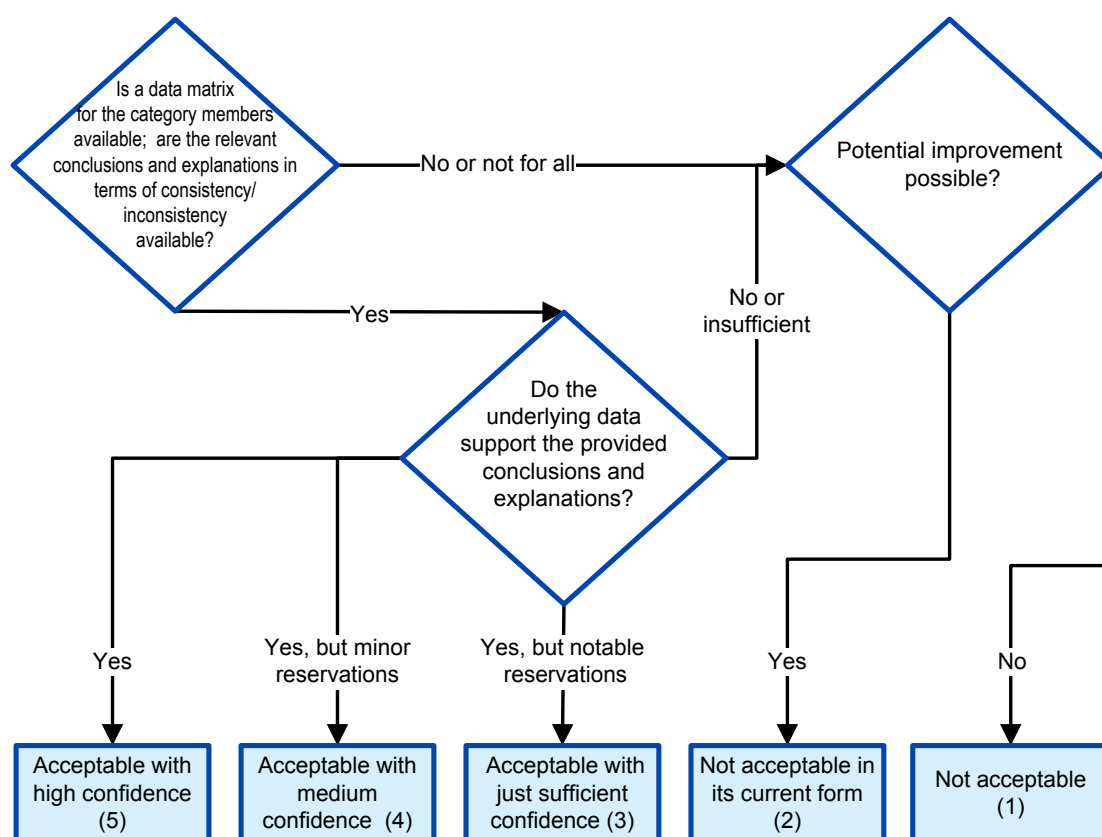 Is a data matrix
for the category members
available; are the relevant
conclusions and explanations in
terms of consistency/
inconsistency
available?
No or not for all
Potential improvement
possible?
Yes
No or
insufficient
Do the
underlying data
support the provided
conclusions and
explanations?
Yes
Yes, but minor
reservations
Yes, but notable
reservations
Yes
No
Acceptable with
high confidence
(5)
Acceptable with
medium
confidence (4)
Acceptable with
just sufficient
confidence (3)
Not acceptable in
its current form
(2)
Not acceptable
(1)